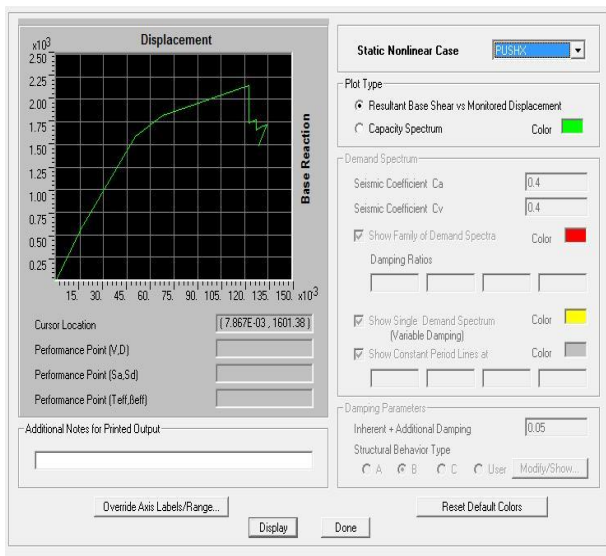 Displacement
x10³
2.50
2.25
2.00
1.75
1.50
1.25
1.00
0.75
0.50
0.25
15. 30. 45. 60. 75. 90. 105. 120. 135. 150. x10³
Base Reaction
Cursor Location
( 7.867E-03 , 1601.38 )
Performance Point (V,D)
Performance Point (Sa,Sd)
Performance Point (Teff,βeff)
Additional Notes for Printed Output
Static Nonlinear Case
PUSHX
Plot Type
Resultant Base Shear vs Monitored Displacement
Capacity Spectrum
Color
Demand Spectrum
Seismic Coefficient Ca
0.4
Seismic Coefficient Cv
0.4
Show Family of Demand Spectra
Color
Damping Ratios
Show Single Demand Spectrum
Color
(Variable Damping)
Show Constant Period Lines at
Color
Damping Parameters
Inherent + Additional Damping
0.05
Structural Behavior Type
A B C User Modify/Show...
Override Axis Labels/Range...
Reset Default Colors
Display
Done